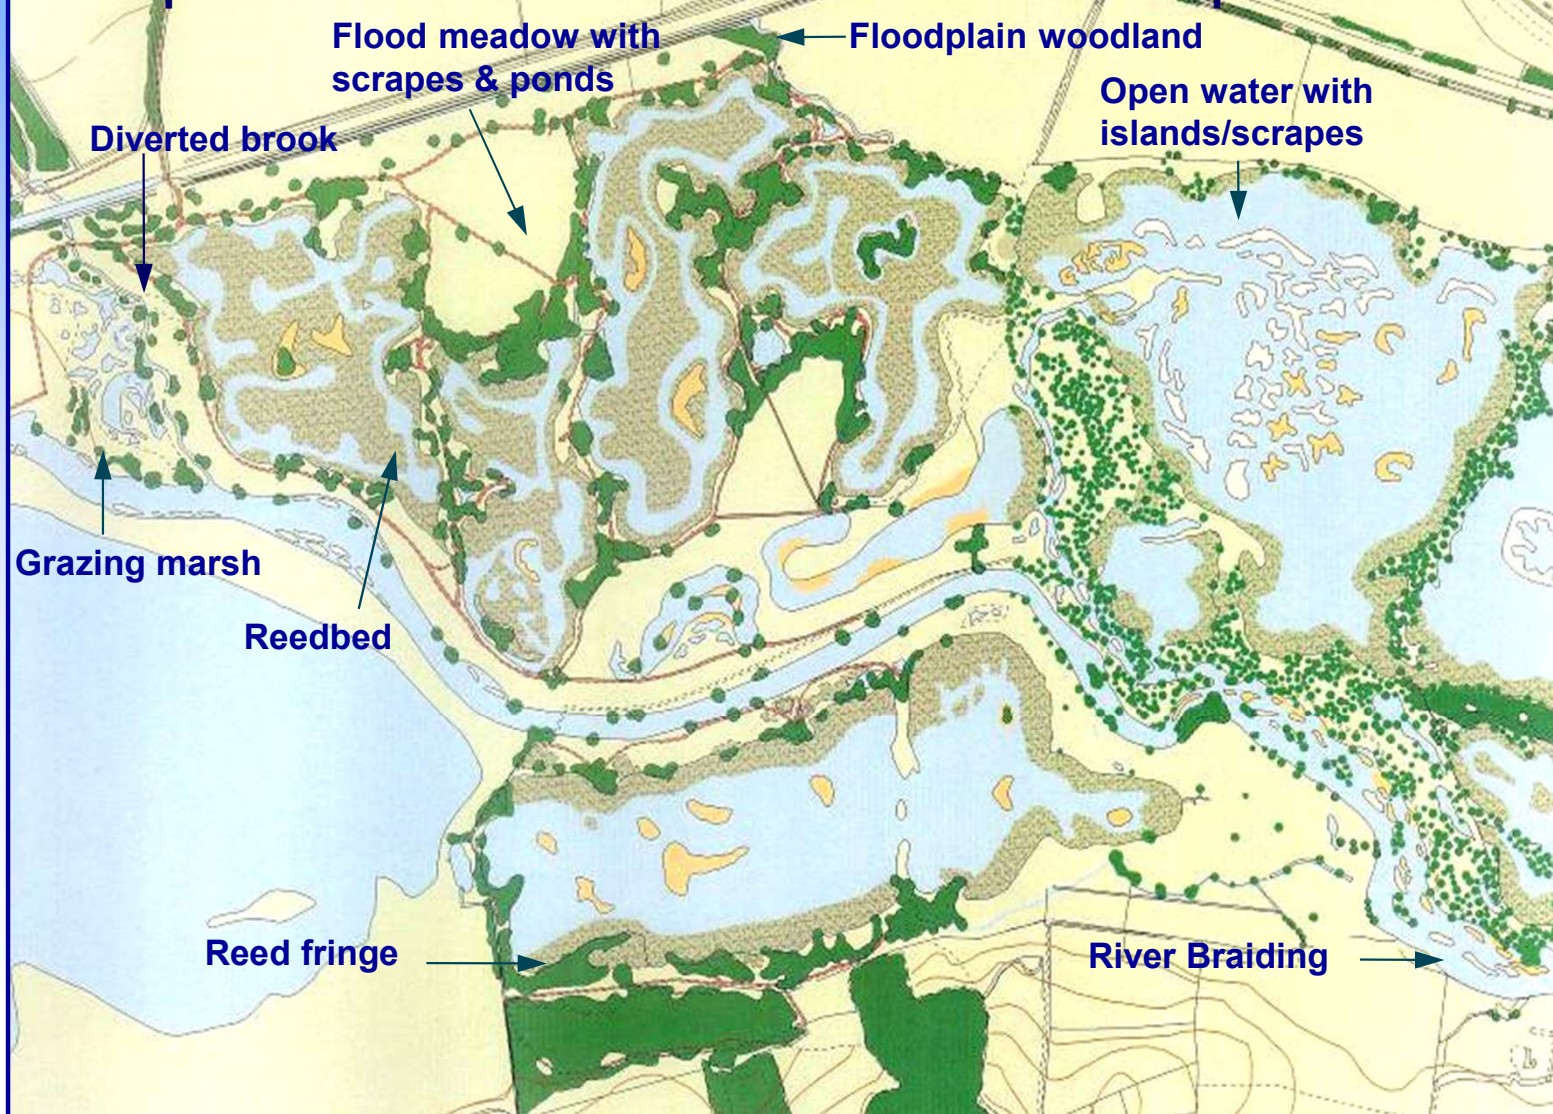 Flood meadow with
scrapes & ponds
Floodplain woodland
Open water with
islands/scrapes
Diverted brook
Grazing marsh
Reedbed
Reed fringe
River Braiding